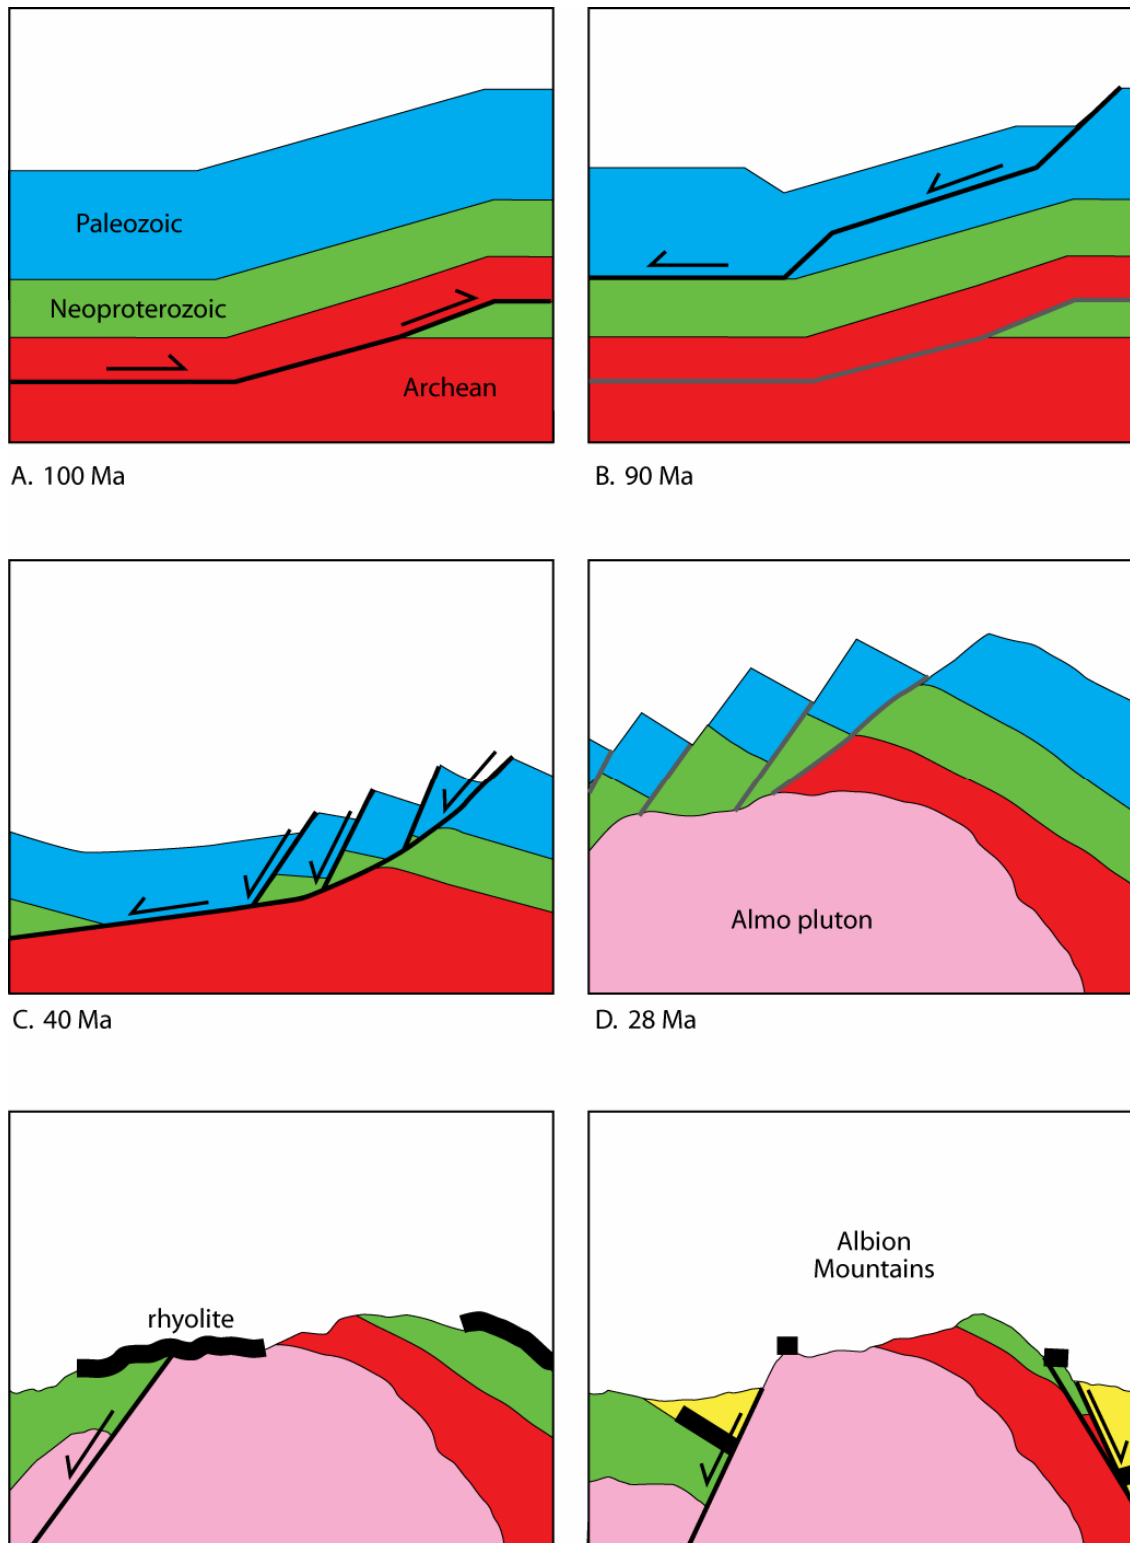 Paleozoic
Neoproterozoic
Archean
A. 100 Ma
B. 90 Ma
C. 40 Ma
Almo pluton
D. 28 Ma
rhyolite
Albion
Mountains